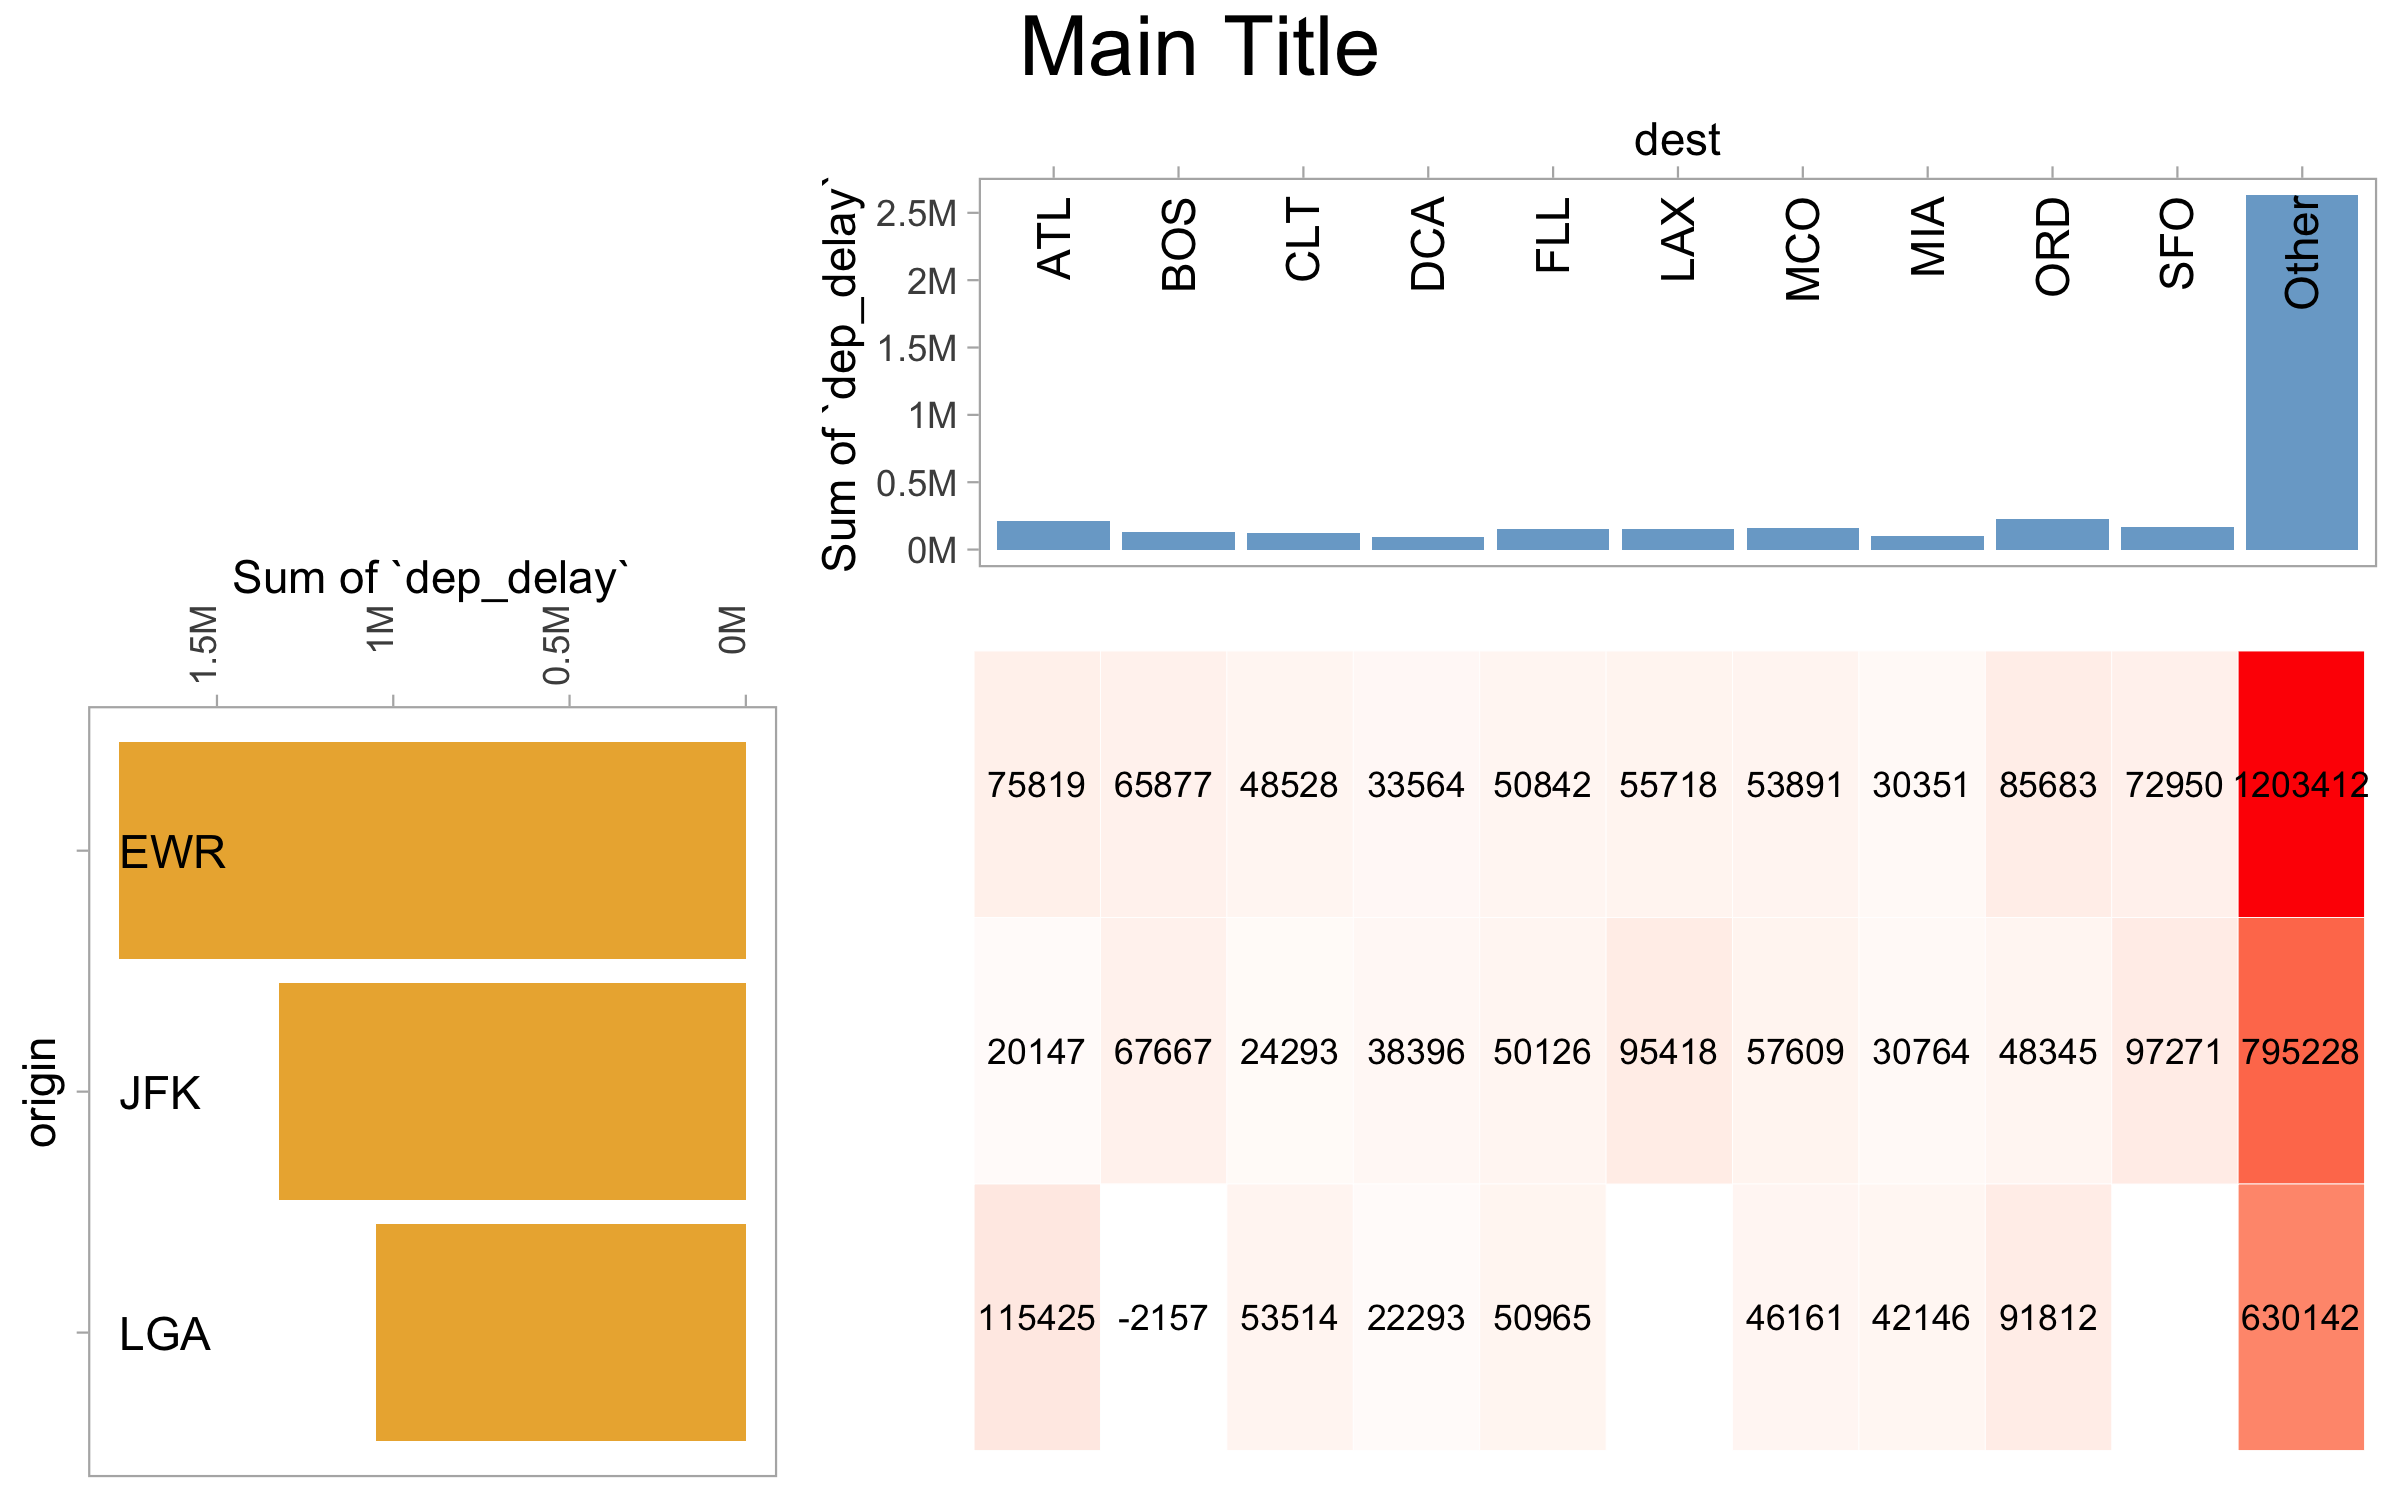 Main Title
dest
Sum of `dep_delay`
2.5M
2M
1.5M
1M
0.5M
0M
ATL BOS CLT DCA FLL LAX MCO MIA ORD SFO Other
Sum of `dep_delay`
1.5M 1M 0.5M 0M
origin
EWR
JFK
LGA
75819 65877 48528 33564 50842 55718 53891 30351 85683 72950 1203412
20147 67667 24293 38396 50126 95418 57609 30764 48345 97271 795228
115425 -2157 53514 22293 50965 46161 42146 91812 630142